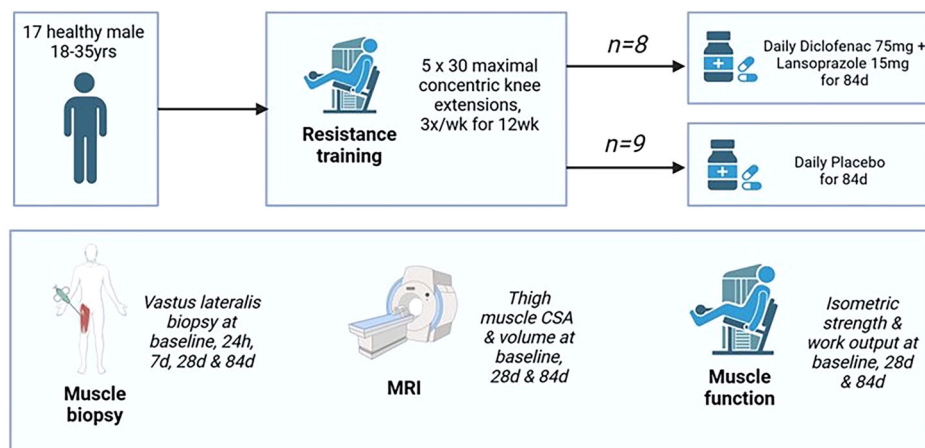 17 healthy male
18-35yrs
5 x 30 maximal
concentric knee
extensions,
3x/wk for 12wk
Resistance
training
n=8
Daily Diclofenac 75mg +
Lansoprazole 15mg
for 84d
n=9
Daily Placebo
for 84d
Vastus lateralis
biopsy at
baseline, 24h,
7d, 28d & 84d
Muscle
biopsy
Thigh
muscle CSA
& volume at
baseline,
28d & 84d
MRI
Isometric
strength &
work output at
baseline, 28d
& 84d
Muscle
function